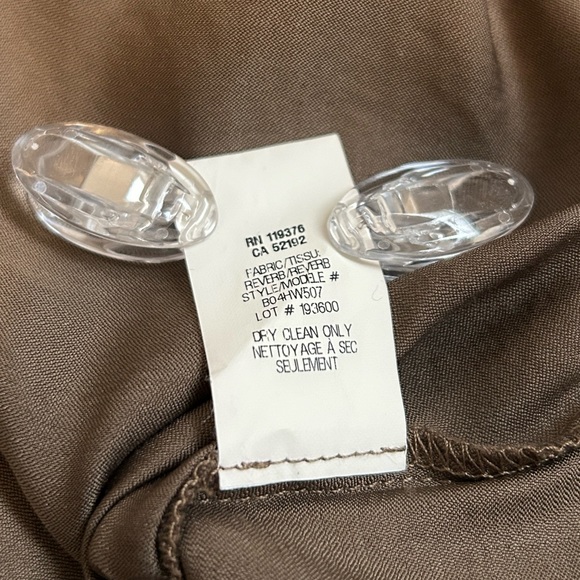 RN 119376
CA 52192
FABRIC/TISSU:
REVERB/REVERB
STYLE/MODELE #
B04HW507
LOT # 193600
DRY CLEAN ONLY
NETTOYAGE À SEC
SEULEMENT